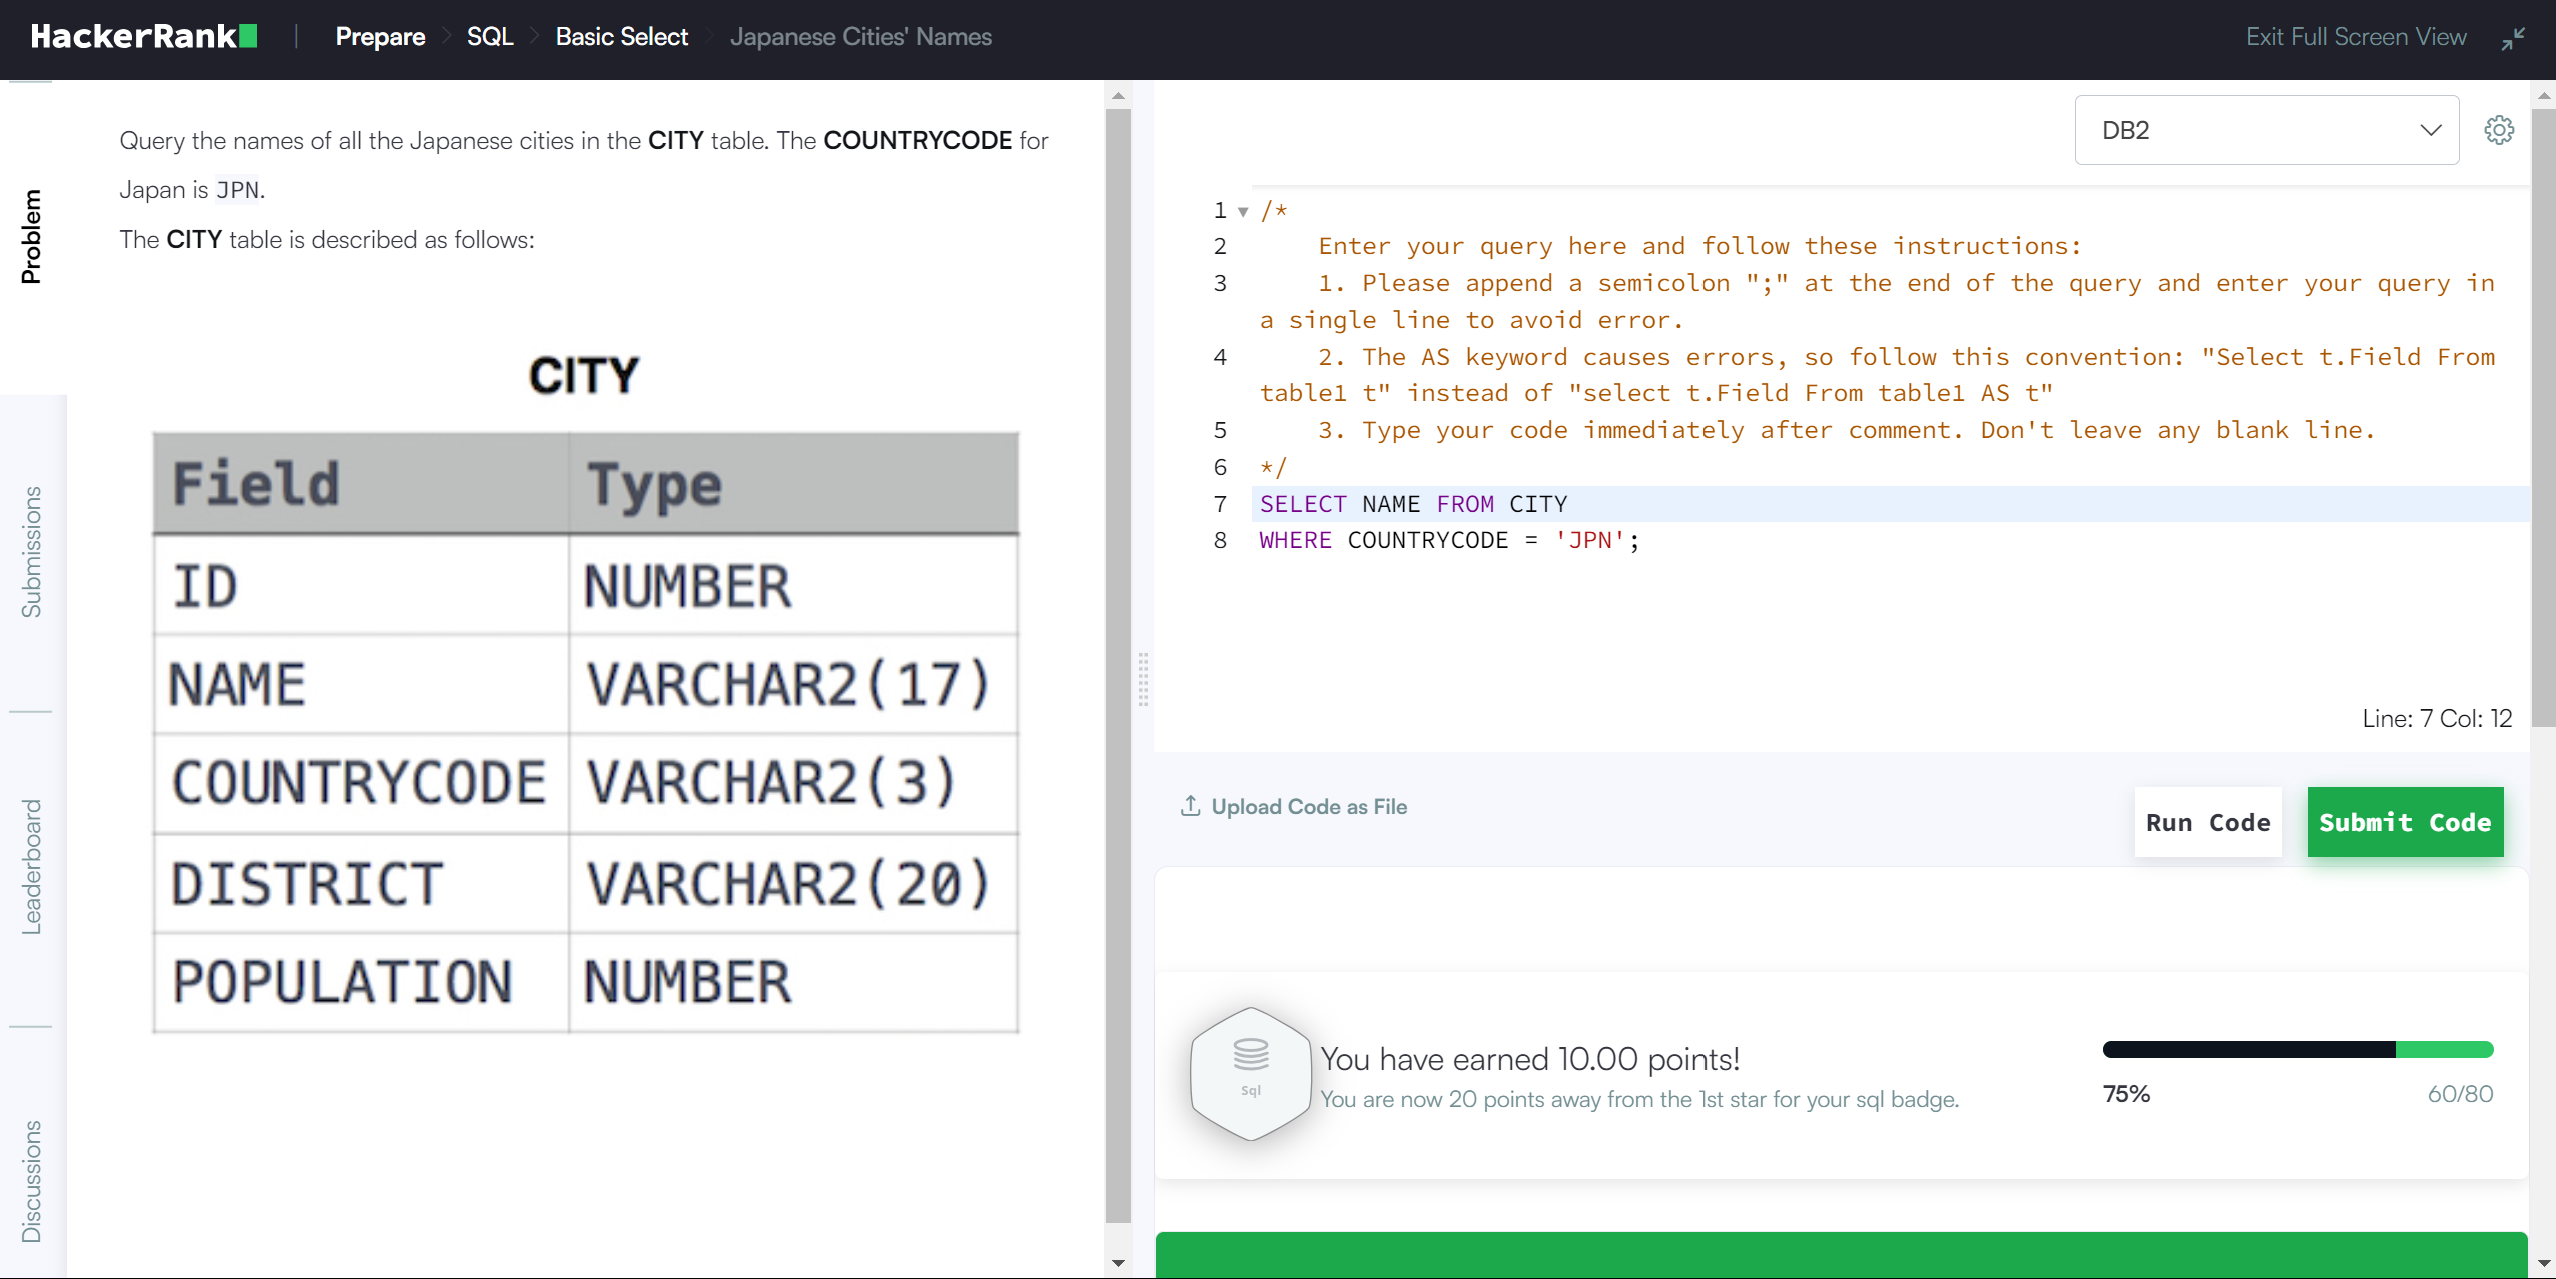 HackerRank | Prepare SQL Basic Select Japanese Cities' Names Exit Full Screen View
Problem
Submissions
Leaderboard
Discussions
Query the names of all the Japanese cities in the CITY table. The COUNTRYCODE for
Japan is JPN.
The CITY table is described as follows:
CITY
Field Type
ID NUMBER
NAME VARCHAR2(17)
COUNTRYCODE VARCHAR2(3)
DISTRICT VARCHAR2(20)
POPULATION NUMBER
DB2
1 /*
2 Enter your query here and follow these instructions:
3 1. Please append a semicolon ";" at the end of the query and enter your query in
a single line to avoid error.
4 2. The AS keyword causes errors, so follow this convention: "Select t.Field From
table1 t" instead of "select t.Field From table1 AS t"
5 3. Type your code immediately after comment. Don't leave any blank line.
6 */
7 SELECT NAME FROM CITY
8 WHERE COUNTRYCODE = 'JPN';
Line: 7 Col: 12
Upload Code as File
Run Code
Submit Code
Sql
You have earned 10.00 points!
You are now 20 points away from the 1st star for your sql badge.
75% 60/80